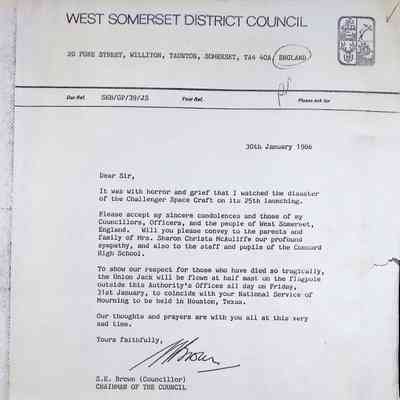 WEST SOMERSET DISTRICT COUNCIL
20 FORE STREET, WILLITON, TAUNTON, SOMERSET, TA4 4QA ENGLAND
Our Ref. SKB/GP/39/JS Your Ref. Please ask for
30th January 1986
Dear Sir,
It was with horror and grief that I watched the disaster
of the Challenger Space Craft on its 25th launching.
Please accept my sincere condolences and those of my
Councillors, Officers, and the people of West Somerset,
England. Will you please convey to the parents and
family of Mrs. Sharon Christa McAuliffe our profound
sympathy, and also to the staff and pupils of the Concord
High School.
To show our respect for those who have died so tragically,
the Union Jack will be flown at half mast on the flagpole
outside this Authority's Offices all day on Friday,
31st January, to coincide with your National Service of
Mourning to be held in Houston, Texas.
Our thoughts and prayers are with you all at this very
sad time.
Yours faithfully,
Brown
S.K. Brown (Councillor)
CHAIRMAN OF THE COUNCIL